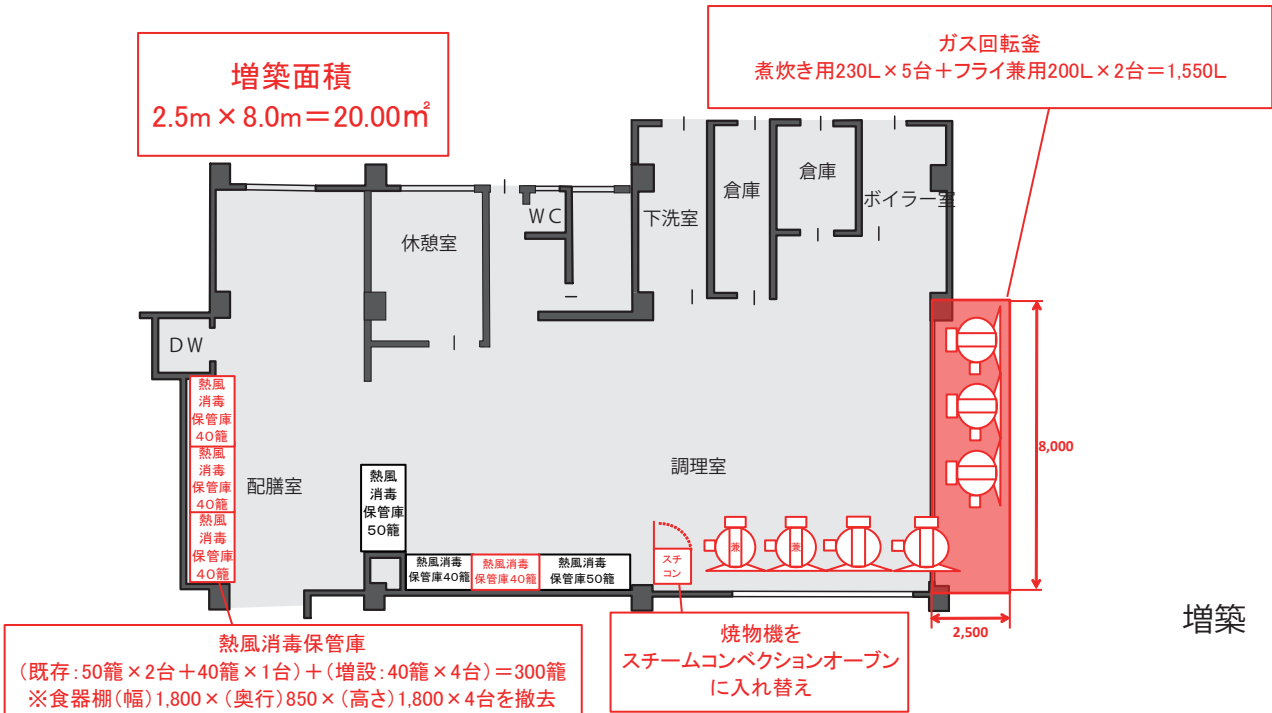 増築面積
2.5m×8.0m＝20.00㎡
ガス回転釜
煮炊き用230L×5台＋フライ兼用200L×2台＝1,550L
休憩室
WC
下洗室
倉庫
倉庫
ボイラー室
DW
熱風
消毒
保管庫
40籠
熱風
消毒
保管庫
40籠
熱風
消毒
保管庫
40籠
配膳室
熱風
消毒
保管庫
50籠
調理室
8,000
熱風消毒
保管庫40籠
熱風消毒
保管庫40籠
熱風消毒
保管庫50籠
スチ
コン
兼
兼
2,500
増築
熱風消毒保管庫
（既存：50籠×2台＋40籠×1台）＋（増設：40籠×4台）＝300籠
※食器棚（幅）1,800×（奥行）850×（高さ）1,800×4台を撤去
焼物機を
スチームコンベクションオーブン
に入れ替え